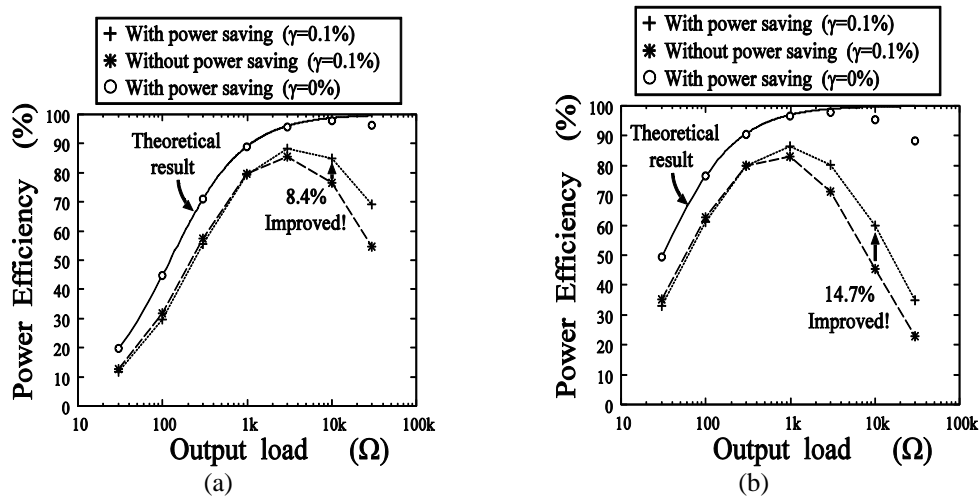 + With power saving (γ=0.1%)
* Without power saving (γ=0.1%)
○ With power saving (γ=0%)
Power Efficiency (%)
100
90
80
70
60
50
40
30
20
10
0
Theoretical
result
8.4%
Improved!
10
100
1k
10k
100k
Output load (Ω)
(a)
+ With power saving (γ=0.1%)
* Without power saving (γ=0.1%)
○ With power saving (γ=0%)
Power Efficiency (%)
100
90
80
70
60
50
40
30
20
10
0
Theoretical
result
14.7%
Improved!
10
100
1k
10k
100k
Output load (Ω)
(b)